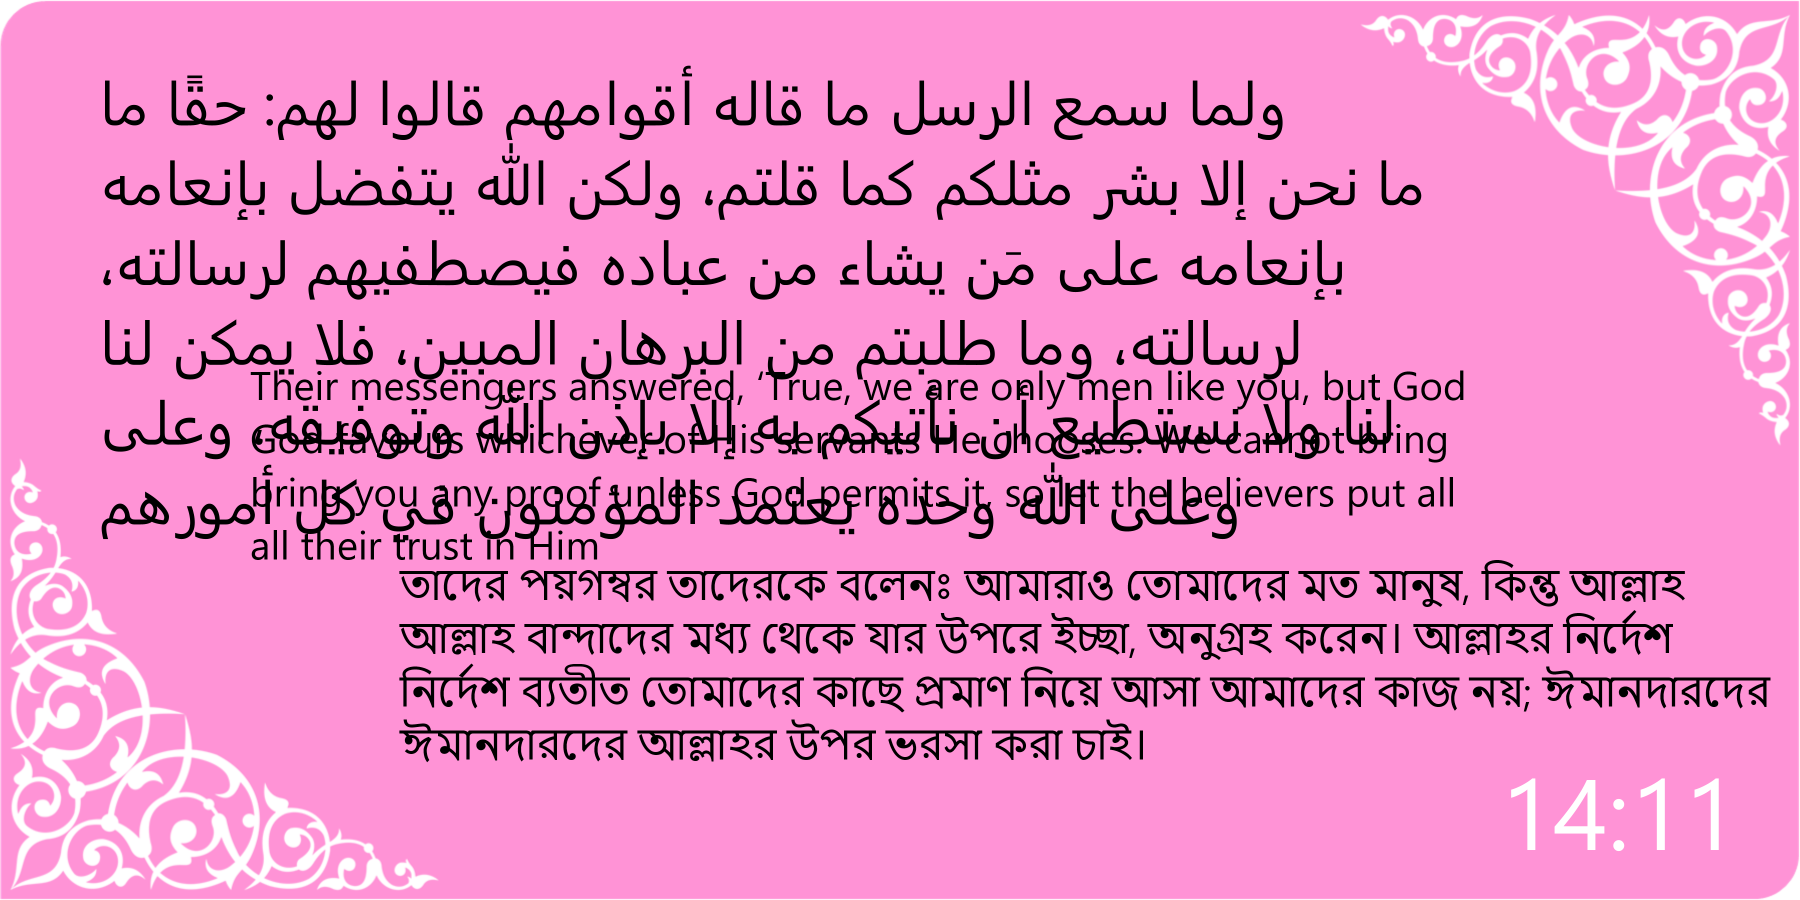 ولما سمع الرسل ما قاله أقوامهم قالوا لهم: حقًّا ما
ما نحن إلا بشر مثلكم كما قلتم، ولكن الله يتفضل بإنعامه
بإنعامه على مَن يشاء من عباده فيصطفيهم لرسالته،
لرسالته، وما طلبتم من البرهان المبين، فلا يمكن لنا
لنا ولا نستطيع أن نأتيكم به إلا بإذن الله وتوفيقه، وعلى
وعلى الله وحده يعتمد المؤمنون في كل أمورهم
Their messengers answered, ‘True, we are only men like you, but God
God favours whichever of His servants He chooses. We cannot bring
bring you any proof unless God permits it, so let the believers put all
all their trust in Him
তাদের পয়গম্বর তাদেরকে বলেনঃ আমারাও তোমাদের মত মানুষ, কিন্তু আল্লাহ
আল্লাহ বান্দাদের মধ্য থেকে যার উপরে ইচ্ছা, অনুগ্রহ করেন। আল্লাহর নির্দেশ
নির্দেশ ব্যতীত তোমাদের কাছে প্রমাণ নিয়ে আসা আমাদের কাজ নয়; ঈমানদারদের
ঈমানদারদের আল্লাহর উপর ভরসা করা চাই।
14:11